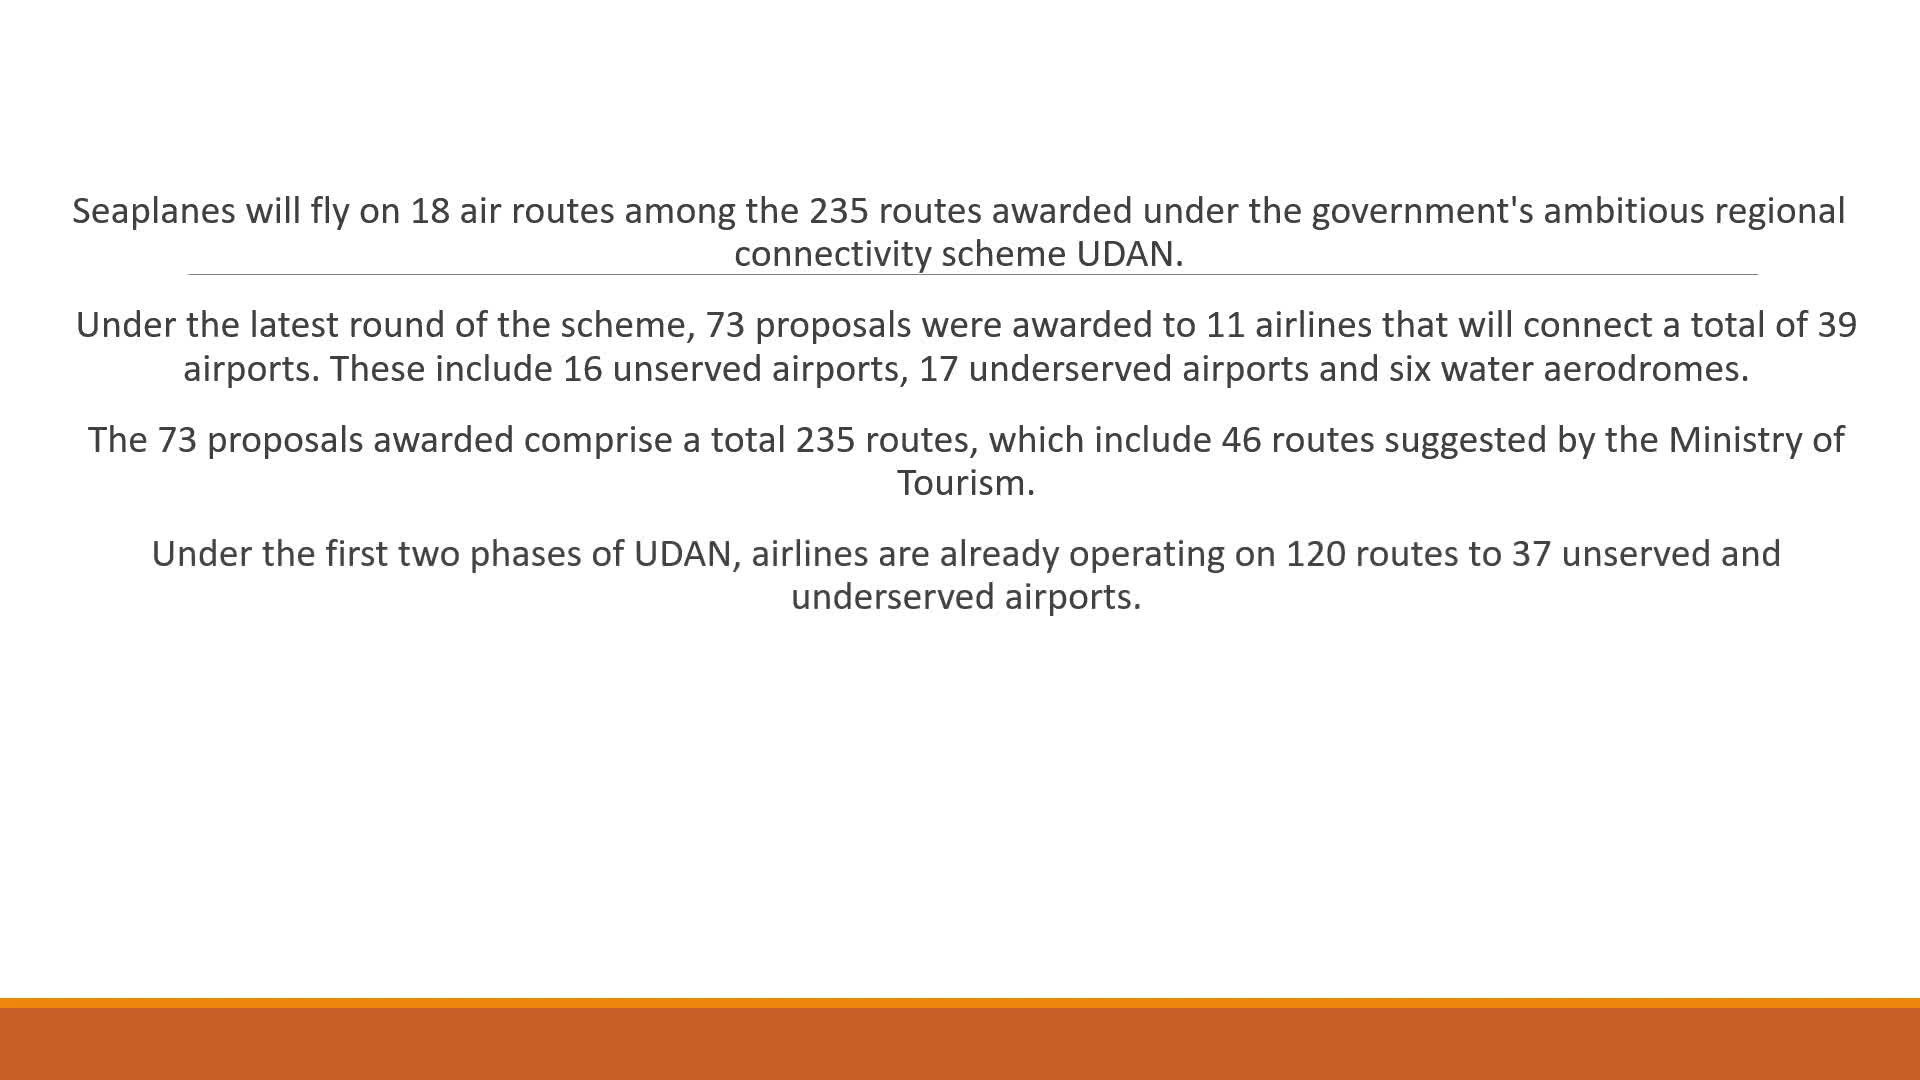 Seaplanes will fly on 18 air routes among the 235 routes awarded under the government's ambitious regional
connectivity scheme UDAN.
Under the latest round of the scheme, 73 proposals were awarded to 11 airlines that will connect a total of 39
airports. These include 16 unserved airports, 17 underserved airports and six water aerodromes.
The 73 proposals awarded comprise a total 235 routes, which include 46 routes suggested by the Ministry of
Tourism.
Under the first two phases of UDAN, airlines are already operating on 120 routes to 37 unserved and
underserved airports.